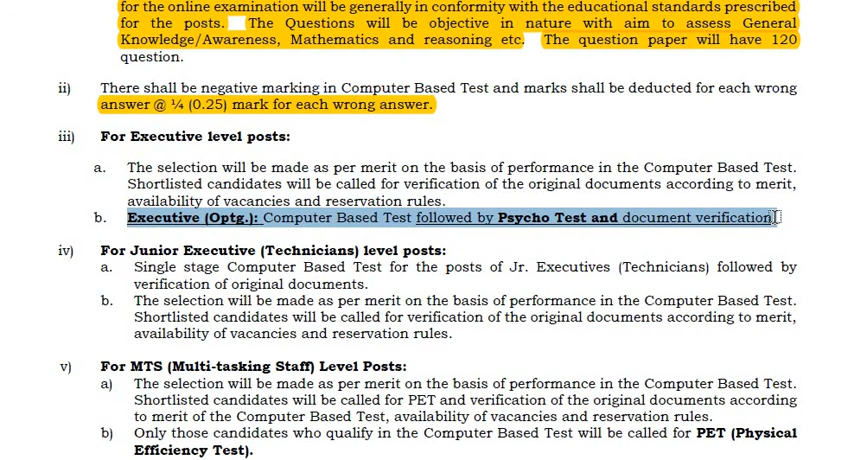 for the online examination will be generally in conformity with the educational standards prescribed
for the posts. The Questions will be objective in nature with aim to assess General
Knowledge/Awareness, Mathematics and reasoning etc. The question paper will have 120
question.
ii) There shall be negative marking in Computer Based Test and marks shall be deducted for each wrong
answer @ ¼ (0.25) mark for each wrong answer.
iii) For Executive level posts:
a. The selection will be made as per merit on the basis of performance in the Computer Based Test.
Shortlisted candidates will be called for verification of the original documents according to merit,
availability of vacancies and reservation rules.
b. Executive (Optg.): Computer Based Test followed by Psycho Test and document verification
iv) For Junior Executive (Technicians) level posts:
a. Single stage Computer Based Test for the posts of Jr. Executives (Technicians) followed by
verification of original documents.
b. The selection will be made as per merit on the basis of performance in the Computer Based Test.
Shortlisted candidates will be called for verification of the original documents according to merit,
availability of vacancies and reservation rules.
v) For MTS (Multi-tasking Staff) Level Posts:
a) The selection will be made as per merit on the basis of performance in the Computer Based Test.
Shortlisted candidates will be called for PET and verification of the original documents according
to merit of the Computer Based Test, availability of vacancies and reservation rules.
b) Only those candidates who qualify in the Computer Based Test will be called for PET (Physical
Efficiency Test).